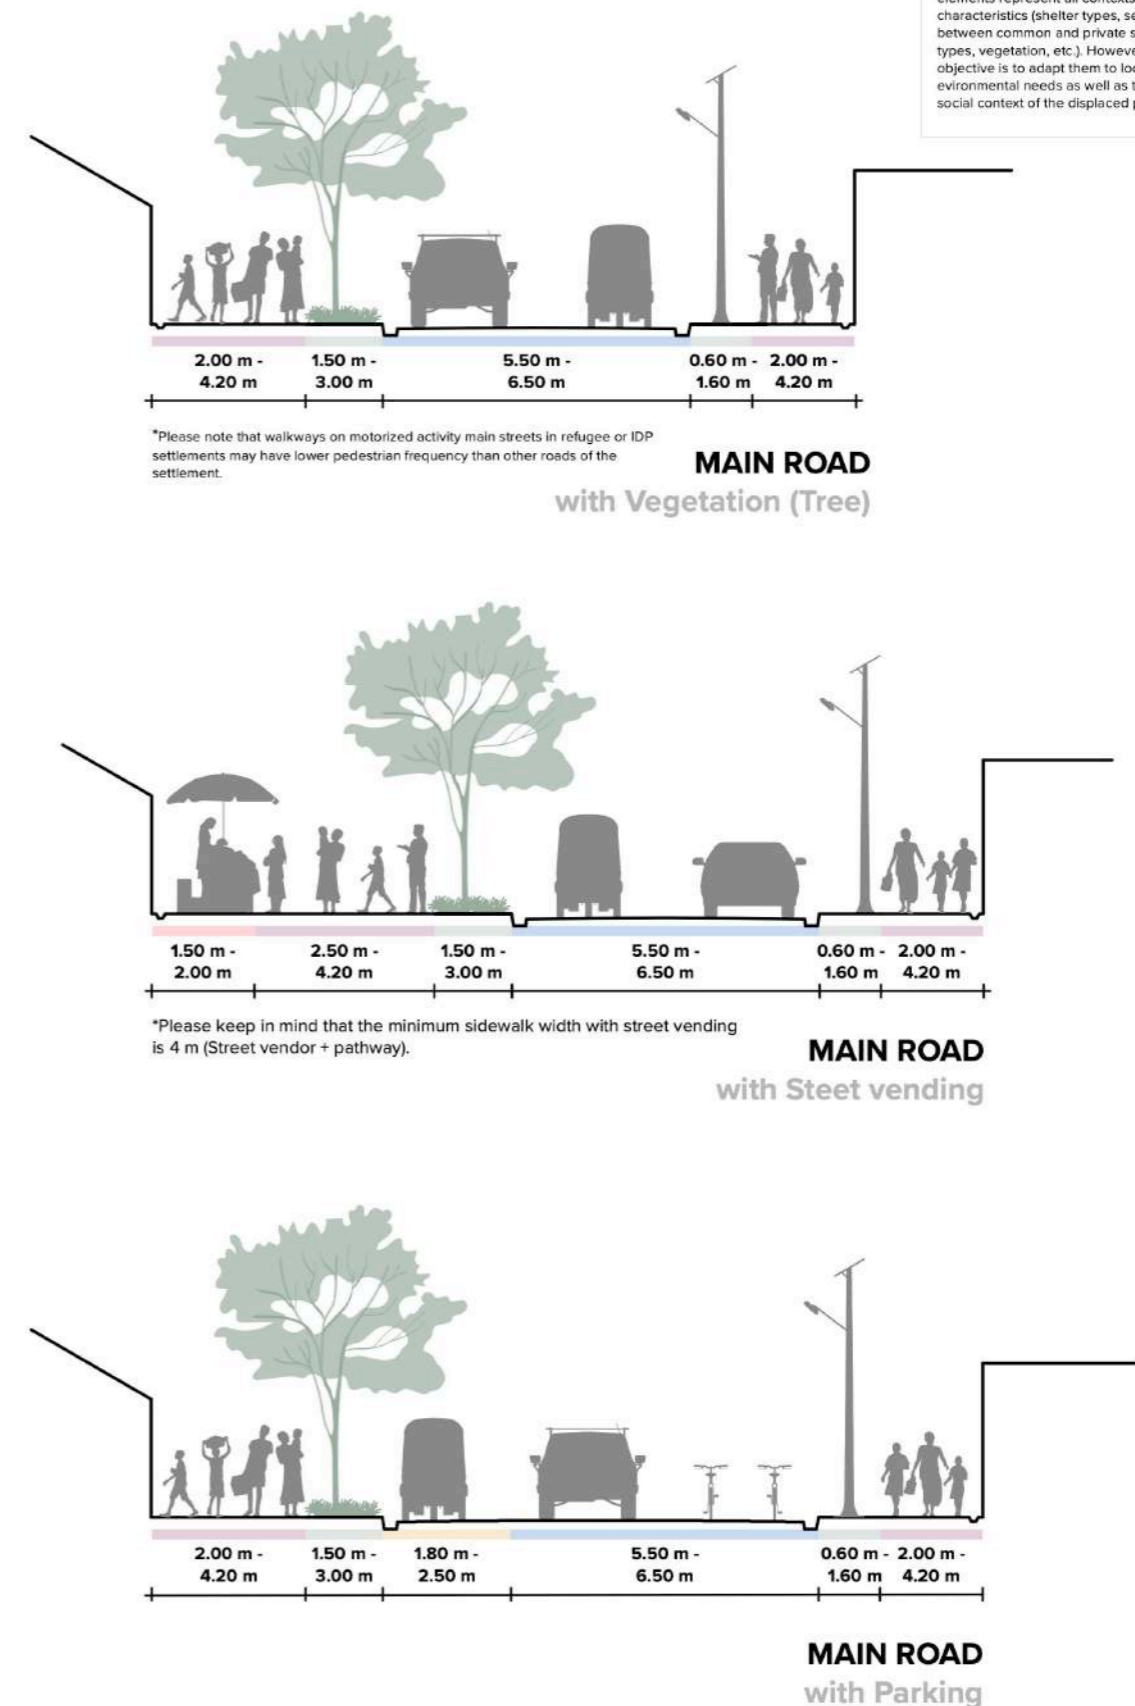 elements represent all contexts
characteristics (shelter types, se
between common and private s
types, vegetation, etc.). Howeve
objective is to adapt them to loc
evironmental needs as well as t
social context of the displaced p
2.00 m - 1.50 m - 5.50 m - 0.60 m - 2.00 m -
4.20 m 3.00 m 6.50 m 1.60 m 4.20 m
*Please note that walkways on motorized activity main streets in refugee or IDP
settlements may have lower pedestrian frequency than other roads of the
settlement.
MAIN ROAD
with Vegetation (Tree)
1.50 m - 2.50 m - 1.50 m - 5.50 m - 0.60 m - 2.00 m -
2.00 m 4.20 m 3.00 m 6.50 m 1.60 m 4.20 m
*Please keep in mind that the minimum sidewalk width with street vending
is 4 m (Street vendor + pathway).
MAIN ROAD
with Steet vending
2.00 m - 1.50 m - 1.80 m - 5.50 m - 0.60 m - 2.00 m -
4.20 m 3.00 m 2.50 m 6.50 m 1.60 m 4.20 m
MAIN ROAD
with Parking